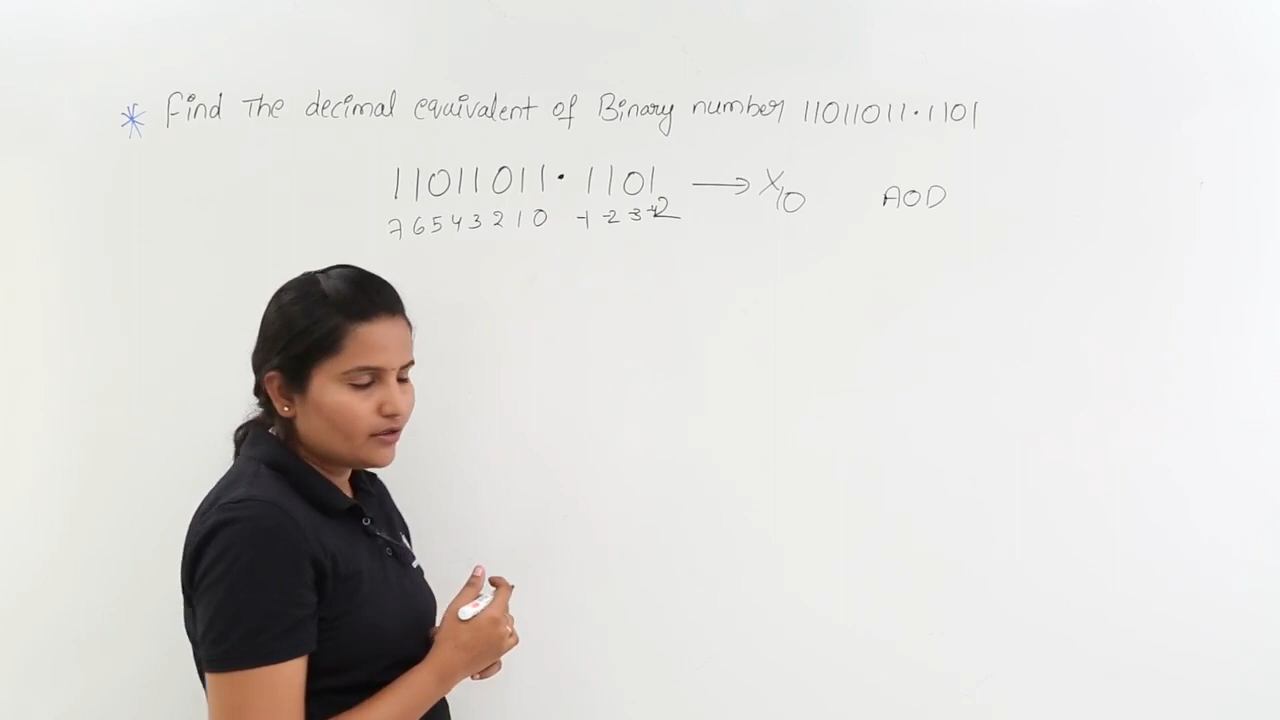 * Find The decimal equivalent of Binary number 11011011.1101
11011011.1101 2 → X10 AOD
7 6 5 4 3 2 1 0 -1 -2 -3 -4